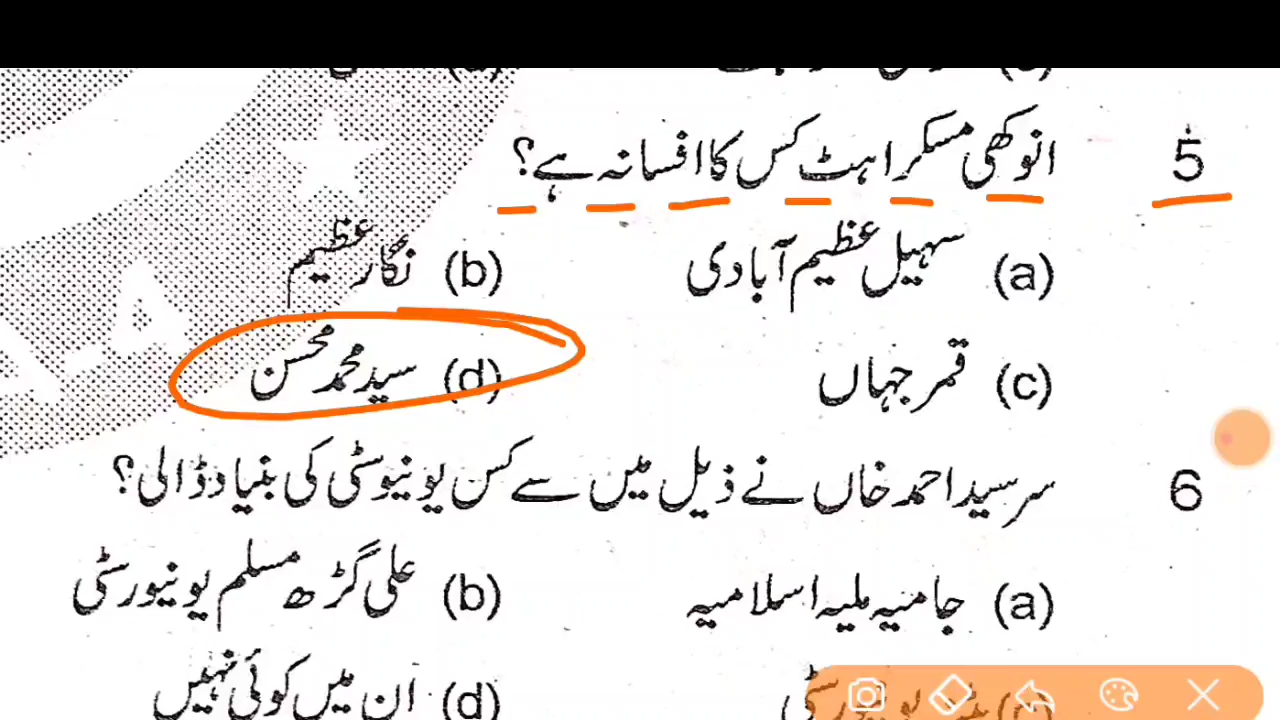 5 انوکھی مسکراہٹ کس کا افسانہ ہے؟
(a) سہیل عظیم آبادی (b) نگار عظیم
(c) قمر جہاں (d) سید محمد محسن
6 سرسید احمد خاں نے ذیل میں سے کس یونیوسٹی کی بنیاد ڈالی؟
(a) جامیہ ملیہ اسلامیہ (b) علی گڑھ مسلم یونیورسٹی
(d) ان میں کوئی نہیں